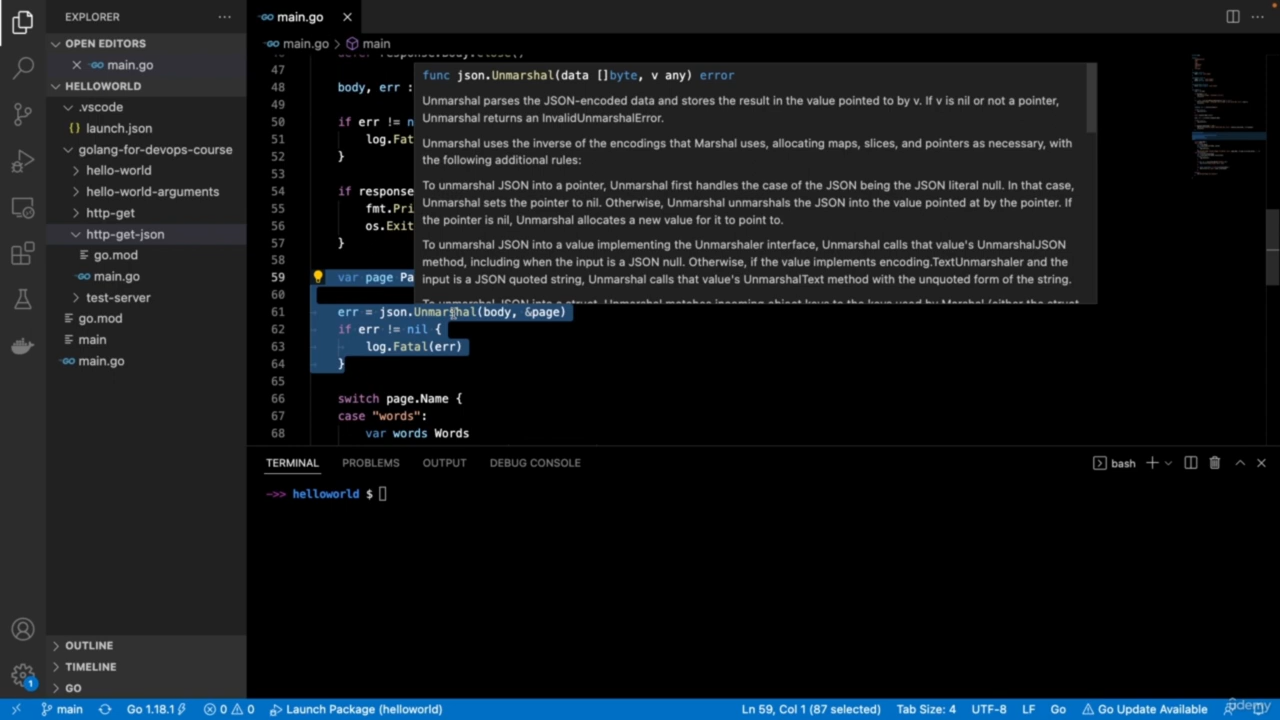 EXPLORER
OPEN EDITORS
main.go
HELLOWORLD
.vscode
{} launch.json
golang-for-devops-course
hello-world
hello-world-arguments
http-get
http-get-json
go.mod
main.go
test-server
go.mod
main
main.go
OUTLINE
TIMELINE
GO
main.go
main.go > main
47
48 body, err :
49
50 if err != n
51 log.Fat
52 }
53
54 if response
55 fmt.Pri
56 os.Exit
57 }
58
59 var page Pa
60
61 err = json.Unmarshal(body, &page)
62 if err != nil {
63 log.Fatal(err)
64 }
65
66 switch page.Name {
67 case "words":
68 var words Words
func json.Unmarshal(data []byte, v any) error
Unmarshal parses the JSON-encoded data and stores the result in the value pointed to by v. If v is nil or not a pointer,
Unmarshal returns an InvalidUnmarshalError.
Unmarshal uses the inverse of the encodings that Marshal uses, allocating maps, slices, and pointers as necessary, with
the following additional rules:
To unmarshal JSON into a pointer, Unmarshal first handles the case of the JSON being the JSON literal null. In that case,
Unmarshal sets the pointer to nil. Otherwise, Unmarshal unmarshals the JSON into the value pointed at by the pointer. If
the pointer is nil, Unmarshal allocates a new value for it to point to.
To unmarshal JSON into a value implementing the Unmarshaler interface, Unmarshal calls that value's UnmarshalJSON
method, including when the input is a JSON null. Otherwise, if the value implements encoding.TextUnmarshaler and the
input is a JSON quoted string, Unmarshal calls that value's UnmarshalText method with the unquoted form of the string.
TERMINAL PROBLEMS OUTPUT DEBUG CONSOLE
bash
->> helloworld $
1
main Go 1.18.1 0 0 Launch Package (helloworld)
Ln 59, Col 1 (87 selected) Tab Size: 4 UTF-8 LF Go Go Update Available
udemy